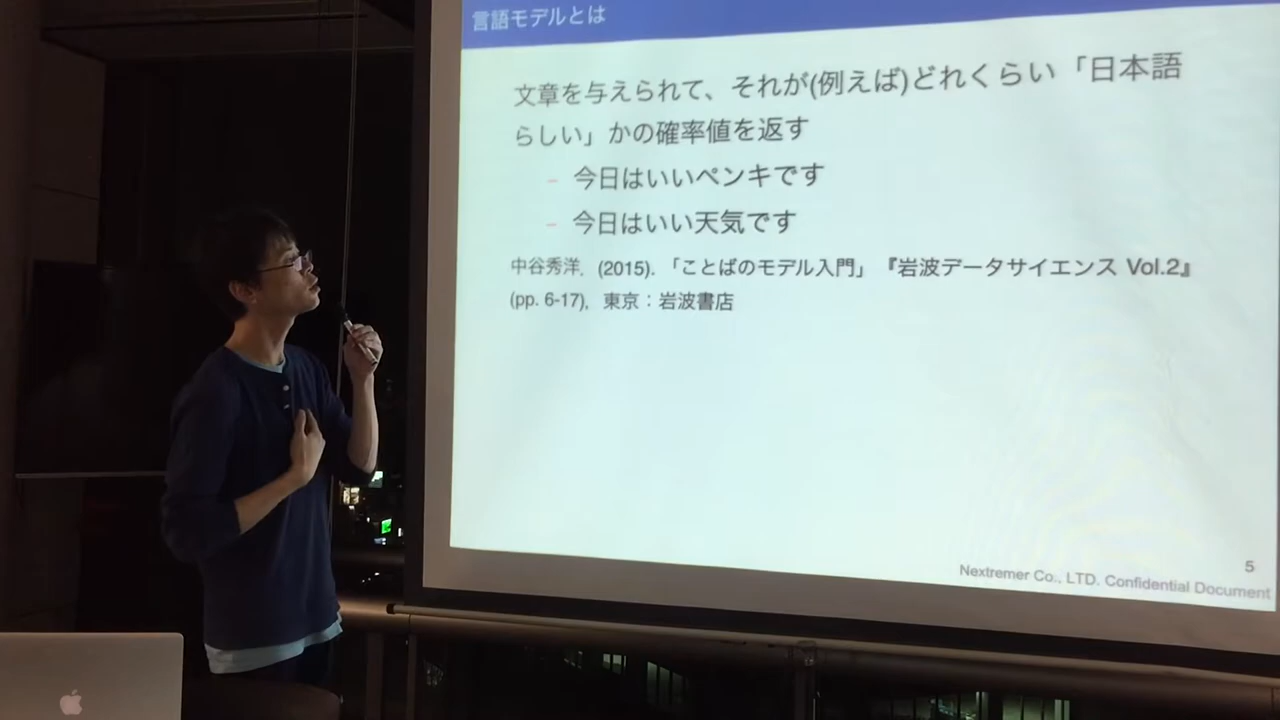 言語モデルとは
文章を与えられて、それが(例えば)どれくらい「日本語
らしい」かの確率値を返す
– 今日はいいペンキです
– 今日はいい天気です
中谷秀洋, (2015). 「ことばのモデル入門」『岩波データサイエンス Vol.2』
(pp. 6-17), 東京：岩波書店
5
Nextremer Co., LTD. Confidential Document